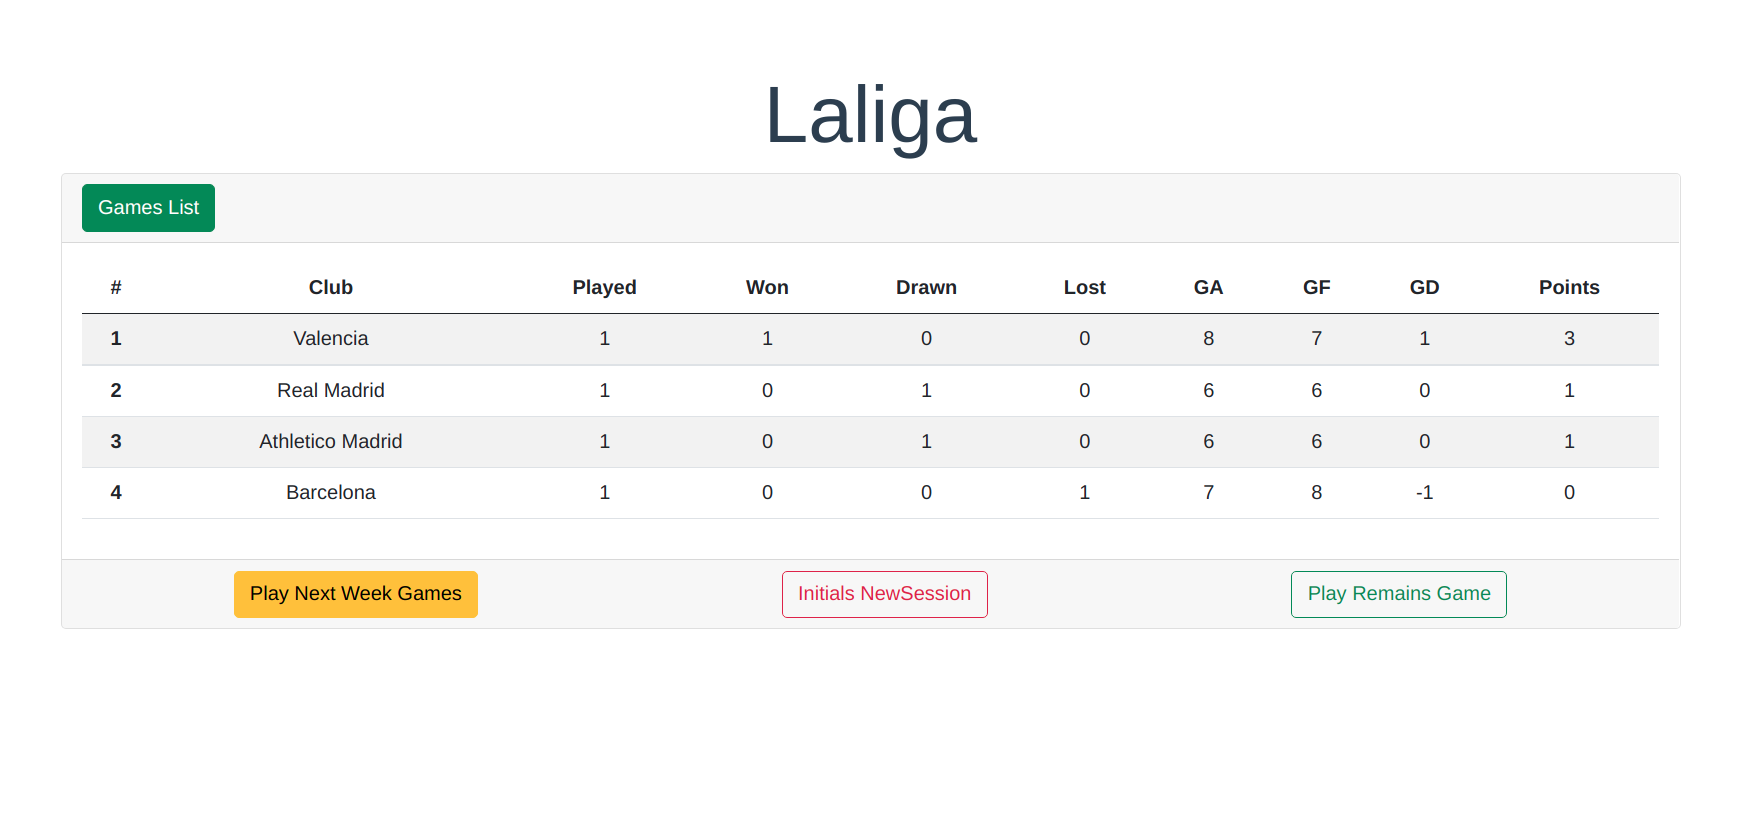 Laliga
Games List
# Club Played Won Drawn Lost GA GF GD Points
1 Valencia 1 1 0 0 8 7 1 3
2 Real Madrid 1 0 1 0 6 6 0 1
3 Athletico Madrid 1 0 1 0 6 6 0 1
4 Barcelona 1 0 0 1 7 8 -1 0
Play Next Week Games Initials NewSession Play Remains Game